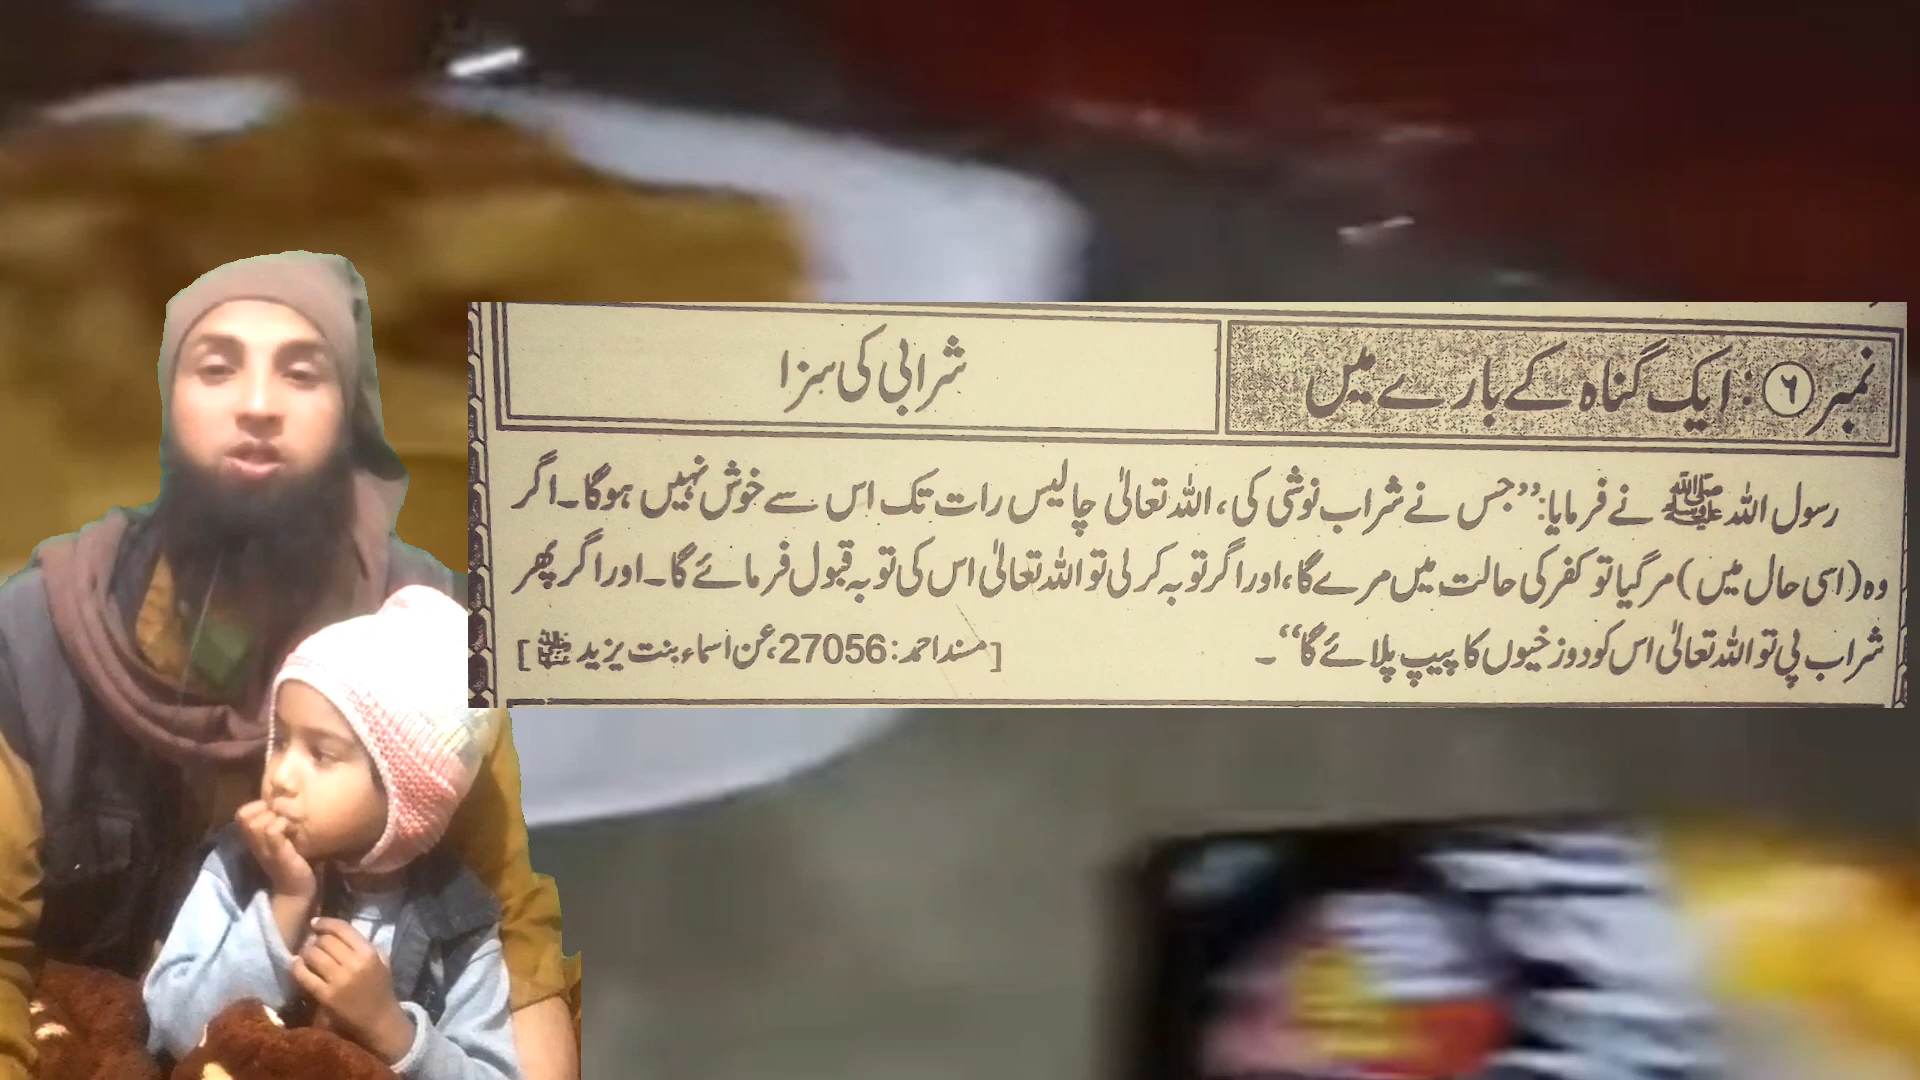 نمبر ۶ : ایک گناہ کے بارے میں
شرابی کی سزا
رسول اللہ ﷺ نے فرمایا: ”جس نے شراب نوشی کی، اللہ تعالیٰ چالیس رات تک اس سے خوش نہیں ہوگا۔ اگر
وہ (اسی حال میں) مر گیا تو کفر کی حالت میں مرے گا، اور اگر توبہ کر لی تو اللہ تعالیٰ اس کی توبہ قبول فرمائے گا۔ اور اگر پھر
شراب پی تو اللہ تعالیٰ اس کو دوزخیوں کا پیپ پلائے گا“۔ [مسند احمد: 27056، عن اسماء بنت یزید ؓ]